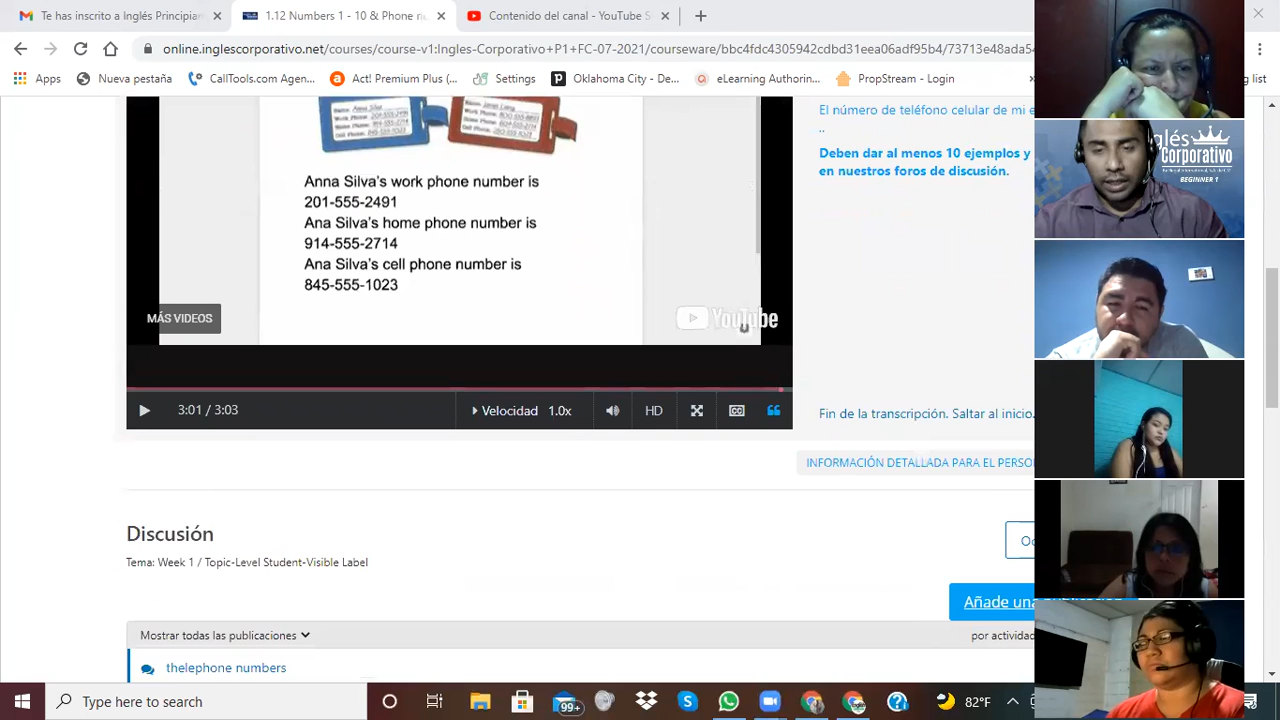 Te has inscrito a Inglés Principia
1.12 Numbers 1 - 10 & Phone n
Contenido del canal - YouTube S
online.inglescorporativo.net/courses/course-v1:Ingles-Corporativo+P1+FC-07-2021/courseware/bbc4fdc4305942cdbd31eea06adf95b4/73713e48ada54
Apps Nueva pestaña CallTools.com Agen... Act! Premium Plus (... Settings Oklahoma City - De... eLearning Authorin... PropStream - Login ng list
El número de teléfono celular de mi e
..
Deben dar al menos 10 ejemplos y
en nuestros foros de discusión.
Anna Silva's work phone number is
201-555-2491
Ana Silva's home phone number is
914-555-2714
Ana Silva's cell phone number is
845-555-1023
MÁS VIDEOS
YouTube
3:01 / 3:03 Velocidad 1.0x HD
Fin de la transcripción. Saltar al inicio.
INFORMACIÓN DETALLADA PARA EL PERSO
Discusión
Tema: Week 1 / Topic-Level Student-Visible Label
Añade una
Mostrar todas las publicaciones
por actividad
thelephone numbers
Type here to search
99+
82°F
glés
Corporativo
BEGINNER 1